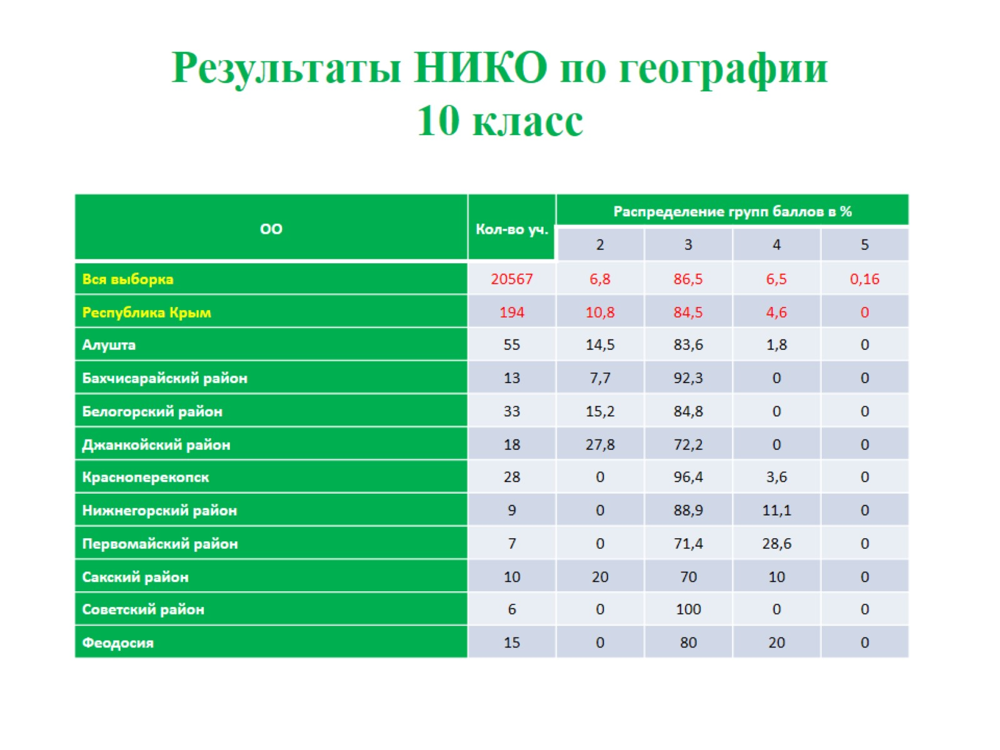 Результаты НИКО по географии
10 класс
ОО Кол-во уч. Распределение групп баллов в %
2 3 4 5
Вся выборка 20567 6,8 86,5 6,5 0,16
Республика Крым 194 10,8 84,5 4,6 0
Алушта 55 14,5 83,6 1,8 0
Бахчисарайский район 13 7,7 92,3 0 0
Белогорский район 33 15,2 84,8 0 0
Джанкойский район 18 27,8 72,2 0 0
Красноперекопск 28 0 96,4 3,6 0
Нижнегорский район 9 0 88,9 11,1 0
Первомайский район 7 0 71,4 28,6 0
Сакский район 10 20 70 10 0
Советский район 6 0 100 0 0
Феодосия 15 0 80 20 0